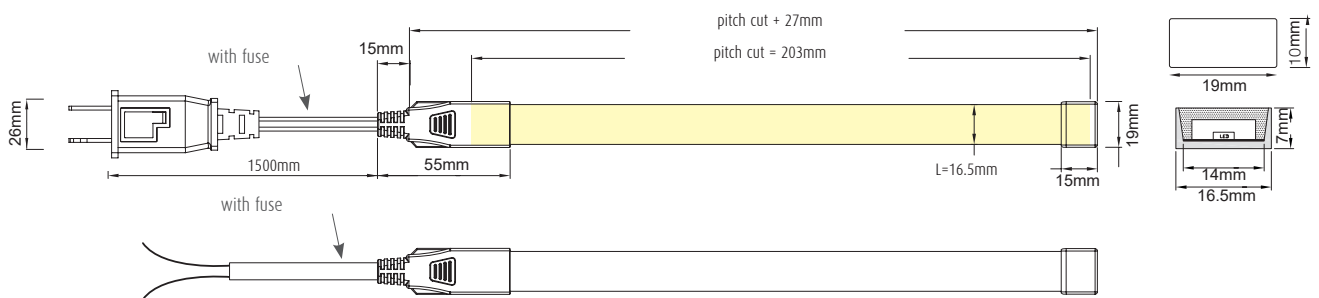 pitch cut + 27mm
15mm
pitch cut = 203mm
with fuse
26mm
1500mm
55mm
L=16.5mm
15mm
19mm
10mm
19mm
LED
7mm
14mm
16.5mm
with fuse